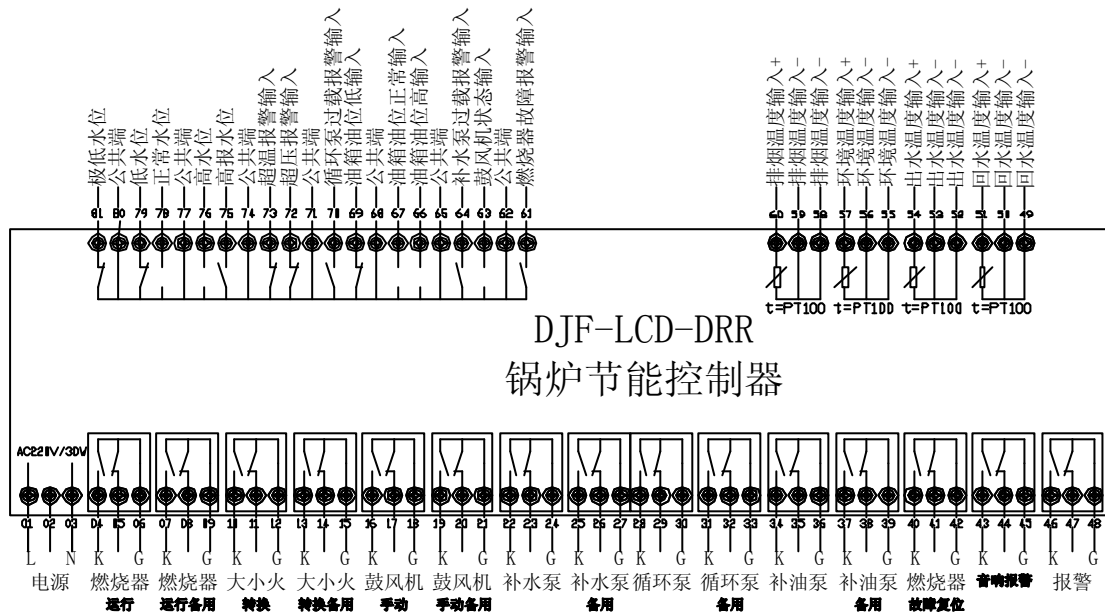 极低水位
公共端
低水位
正常水位
公共端
高水位
高报水位
公共端
超温报警输入
超压报警输入
公共端
循环泵过载报警输入
油箱油位低输入
公共端
油箱油位正常输入
油箱油位高输入
公共端
补水泵过载报警输入
鼓风机状态输入
公共端
燃烧器故障报警输入
排烟温度输入+
排烟温度输入-
排烟温度输入-
环境温度输入+
环境温度输入-
环境温度输入-
出水温度输入+
出水温度输入-
出水温度输入-
回水温度输入+
回水温度输入-
回水温度输入-
81 80 79 78 77 76 75 74 73 72 71 70 69 68 67 66 65 64 63 62 61 60 59 58 57 56 55 54 53 52 51 50 49
t=PT100 t=PT100 t=PT100 t=PT100
DJF-LCD-DRR
锅炉节能控制器
AC220V/30W
01 02 03 04 05 06 07 08 09 10 11 12 13 14 15 16 17 18 19 20 21 22 23 24 25 26 27 28 29 30 31 32 33 34 35 36 37 38 39 40 41 42 43 44 45 46 47 48
L N K G K G K G K G K G K G K G K G K G K G K G K G K G K G K G
电源 燃烧器 燃烧器 大小火 大小火 鼓风机 鼓风机 补水泵 补水泵 循环泵 循环泵 补油泵 补油泵 燃烧器 音响报警 报警
运行 运行备用 转换 转换备用 手动 手动备用 备用 备用 备用 故障复位